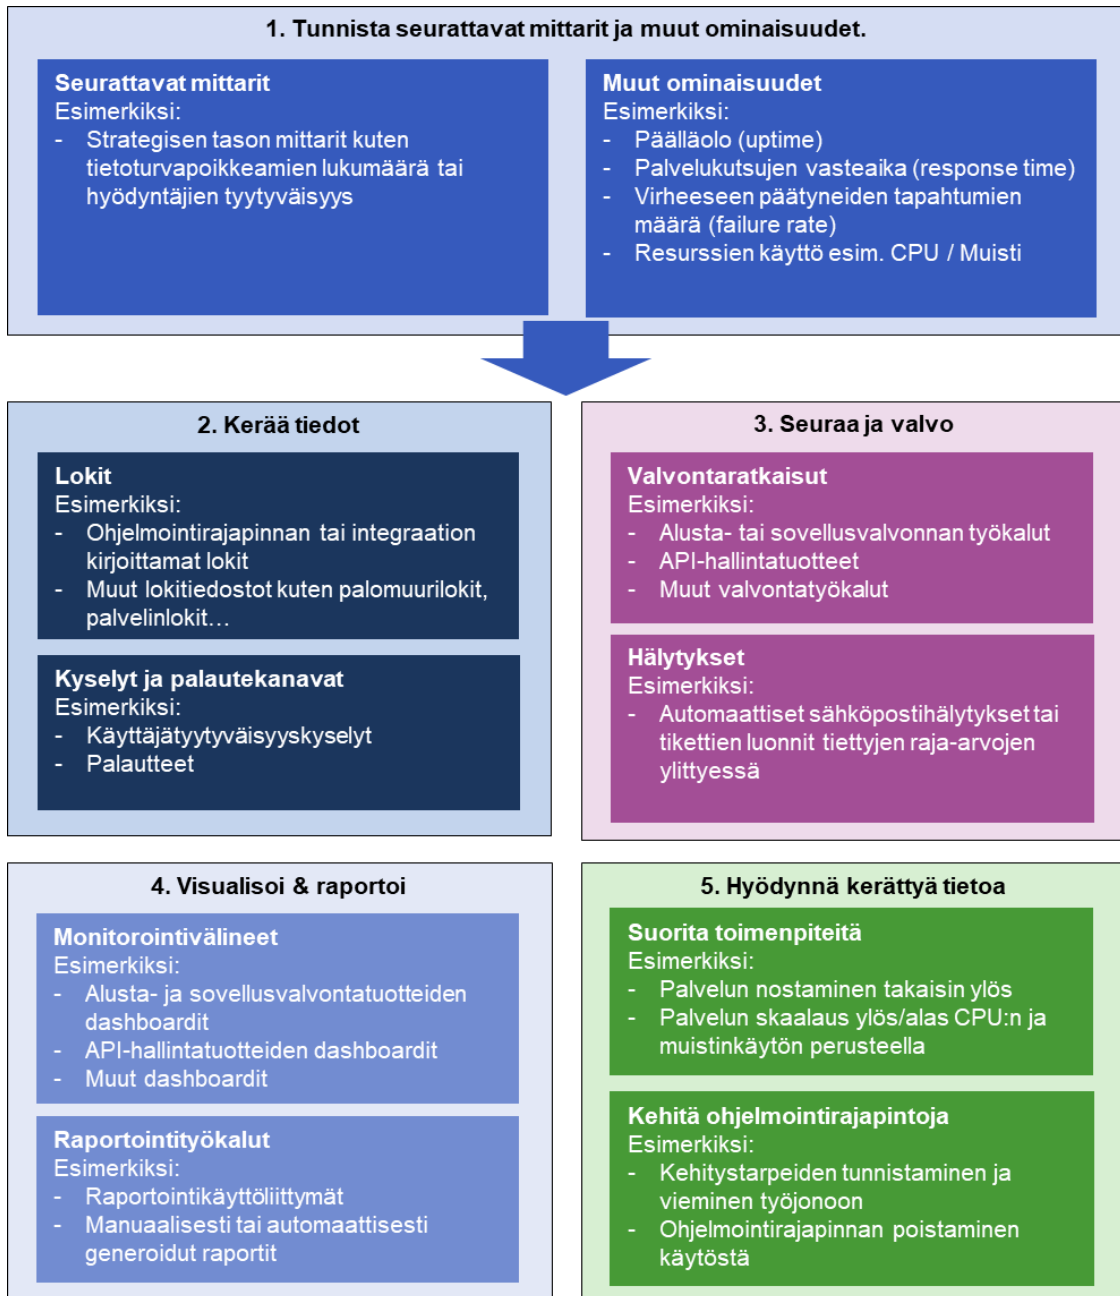 1. Tunnista seurattavat mittarit ja muut ominaisuudet.
Seurattavat mittarit
Esimerkiksi:
- Strategisen tason mittarit kuten
tietoturvapoikkeamien lukumäärä tai
hyödyntäjien tyytyväisyys
Muut ominaisuudet
Esimerkiksi:
- Päälläolo (uptime)
- Palvelukutsujen vasteaika (response time)
- Virheeseen päätyneiden tapahtumien
määrä (failure rate)
- Resurssien käyttö esim. CPU / Muisti
2. Kerää tiedot
Lokit
Esimerkiksi:
- Ohjelmointirajapinnan tai integraation
kirjoittamat lokit
- Muut lokitiedostot kuten palomuurilokit,
palvelinlokit…
Kyselyt ja palautekanavat
Esimerkiksi:
- Käyttäjätyytyväisyyskyselyt
- Palautteet
3. Seuraa ja valvo
Valvontaratkaisut
Esimerkiksi:
- Alusta- tai sovellusvalvonnan työkalut
- API-hallintatuotteet
- Muut valvontatyökalut
Hälytykset
Esimerkiksi:
- Automaattiset sähköpostihälytykset tai
tikettien luonnit tiettyjen raja-arvojen
ylittyessä
4. Visualisoi & raportoi
Monitorointivälineet
Esimerkiksi:
- Alusta- ja sovellusvalvontatuotteiden
dashboardit
- API-hallintatuotteiden dashboardit
- Muut dashboardit
Raportointityökalut
Esimerkiksi:
- Raportointikäyttöliittymät
- Manuaalisesti tai automaattisesti
generoidut raportit
5. Hyödynnä kerättyä tietoa
Suorita toimenpiteitä
Esimerkiksi:
- Palvelun nostaminen takaisin ylös
- Palvelun skaalaus ylös/alas CPU:n ja
muistinkäytön perusteella
Kehitä ohjelmointirajapintoja
Esimerkiksi:
- Kehitystarpeiden tunnistaminen ja
vieminen työjonoon
- Ohjelmointirajapinnan poistaminen
käytöstä